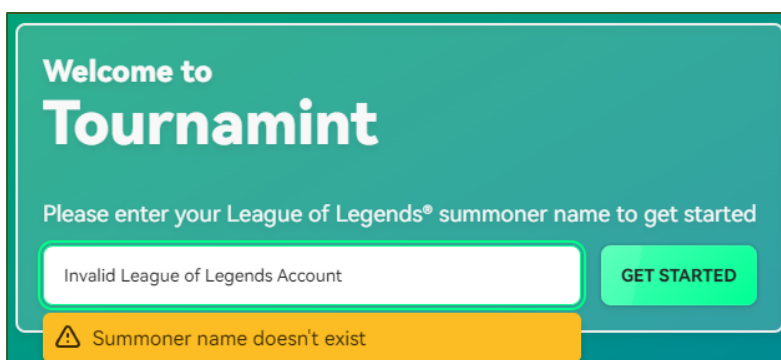 Welcome to
Tournamint
Please enter your League of Legends® summoner name to get started
Invalid League of Legends Account
GET STARTED
Summoner name doesn't exist